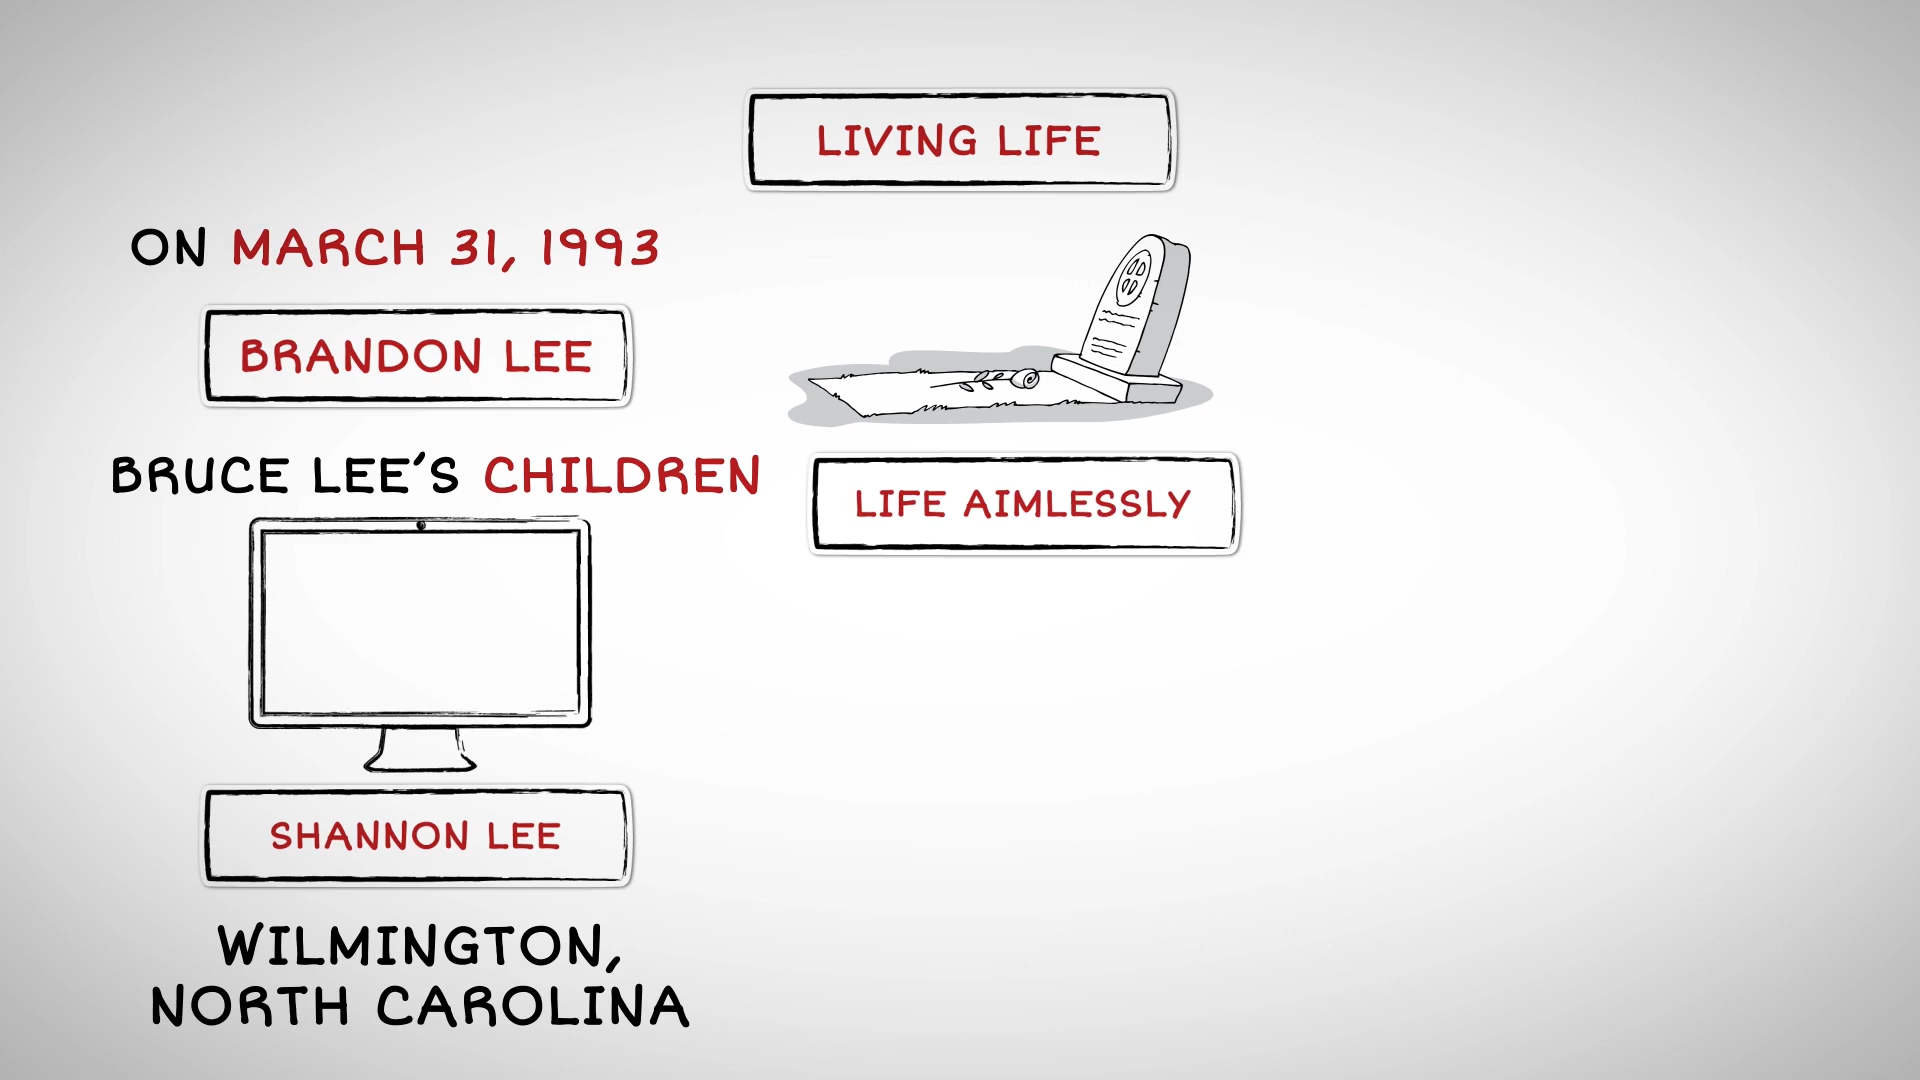 LIVING LIFE
ON MARCH 31, 1993
BRANDON LEE
BRUCE LEE'S CHILDREN
SHANNON LEE
WILMINGTON,
NORTH CAROLINA
LIFE AIMLESSLY